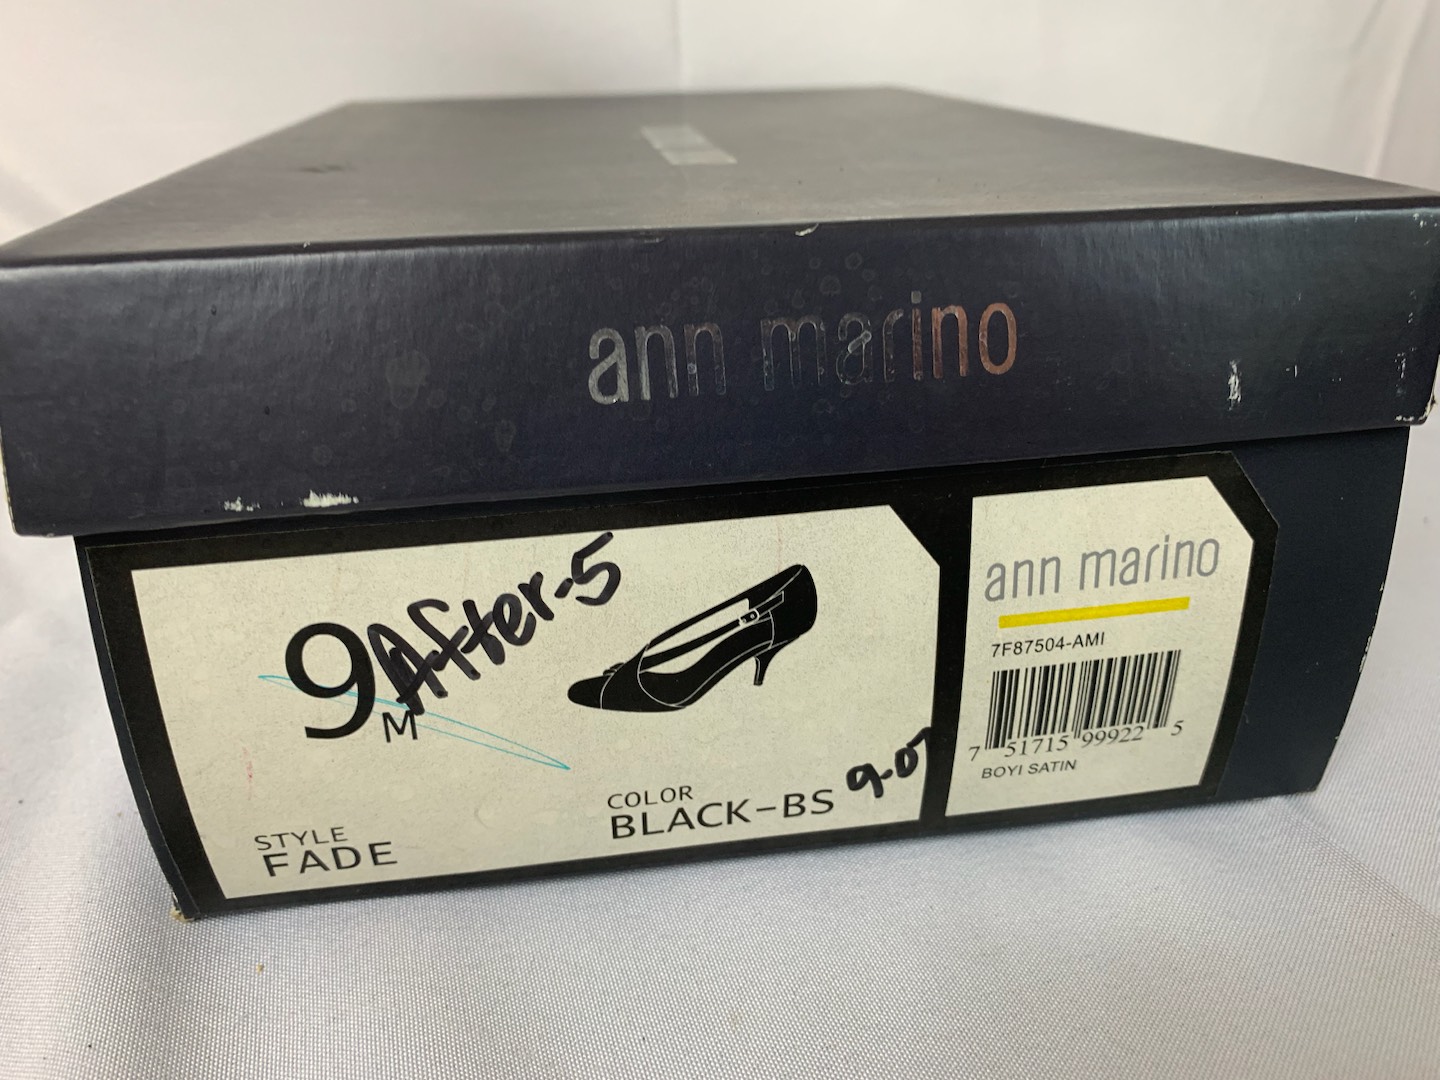 ann marino
9 M
After-5
STYLE
FADE
COLOR
BLACK-BS
9-07
ann marino
7F87504-AMI
7 51715 99922 5
BOYI SATIN